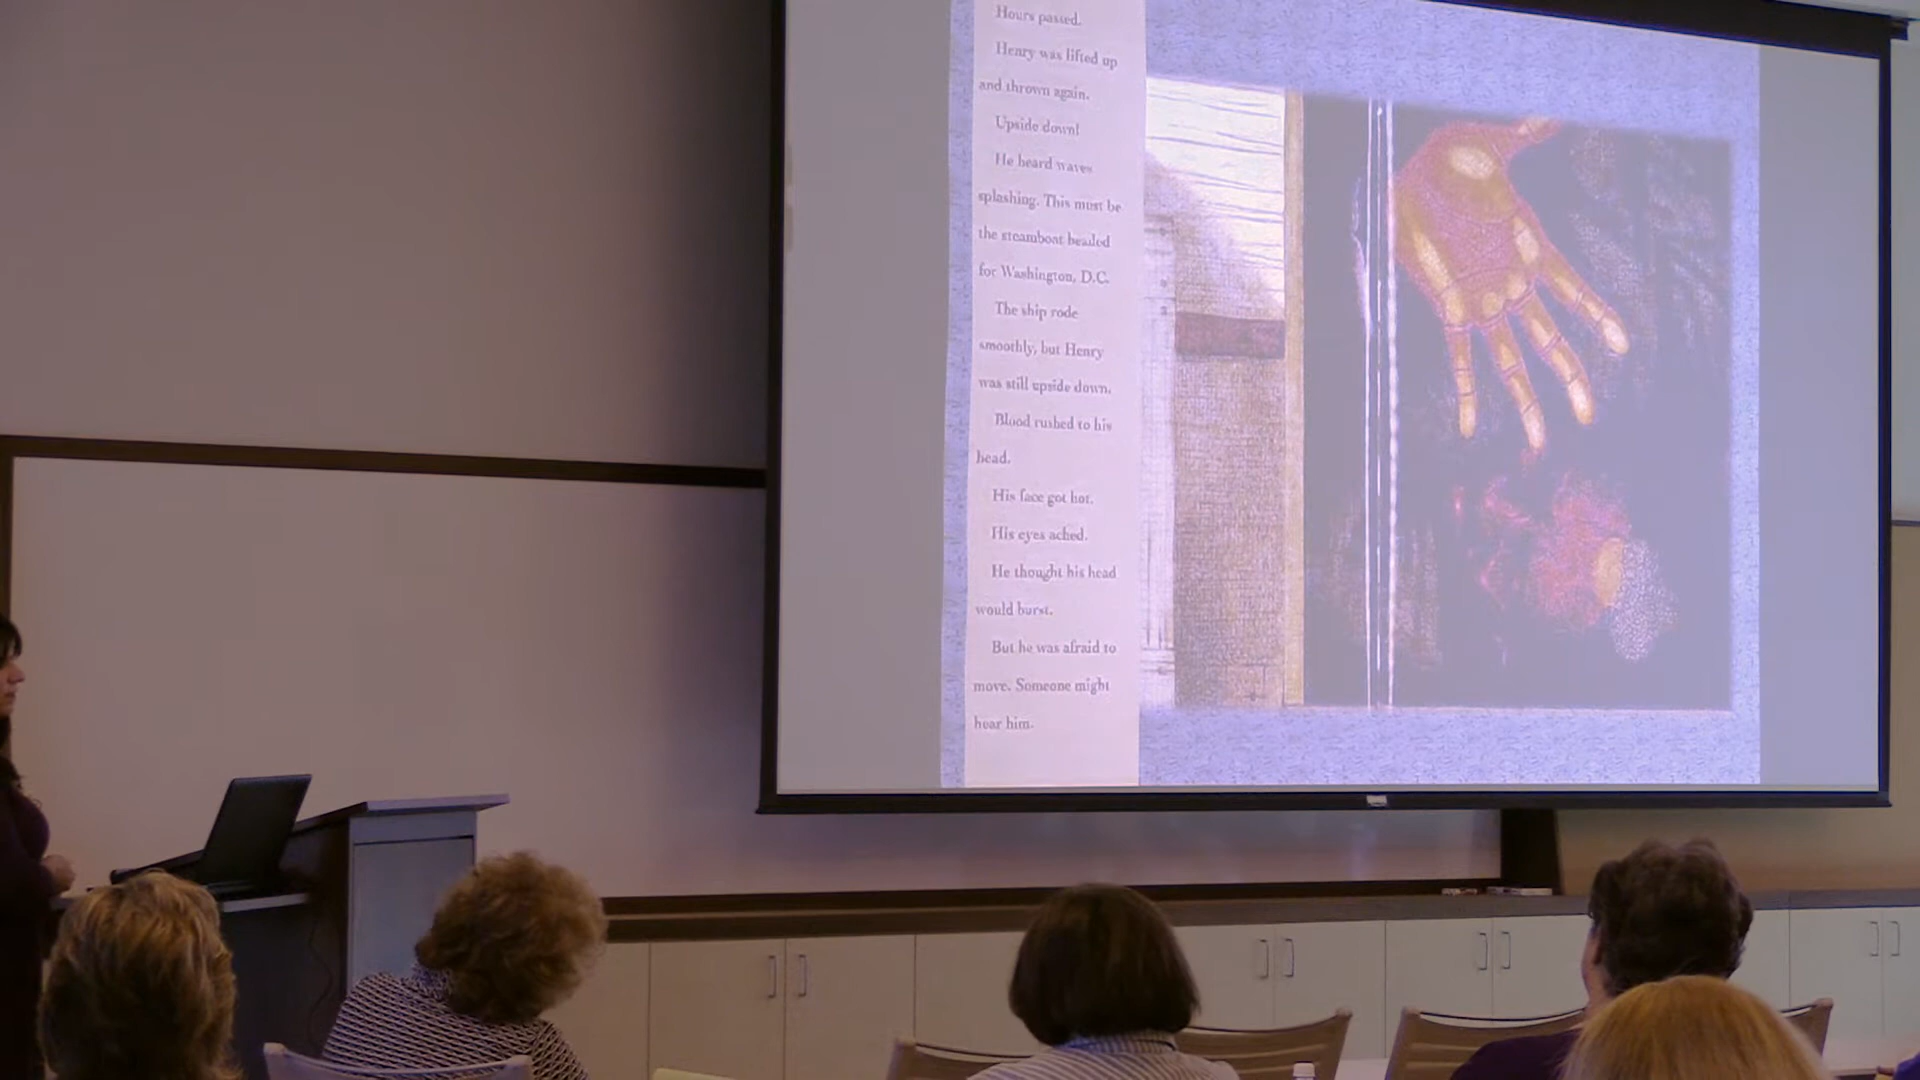 Hours passed.
Henry was lifted up
and thrown again.
Upside down!
He heard waves
splashing. This must be
the steamboat headed
for Washington, D.C.
The ship rode
smoothly, but Henry
was still upside down.
Blood rushed to his
head.
His face got hot.
His eyes ached.
He thought his head
would burst.
But he was afraid to
move. Someone might
hear him.